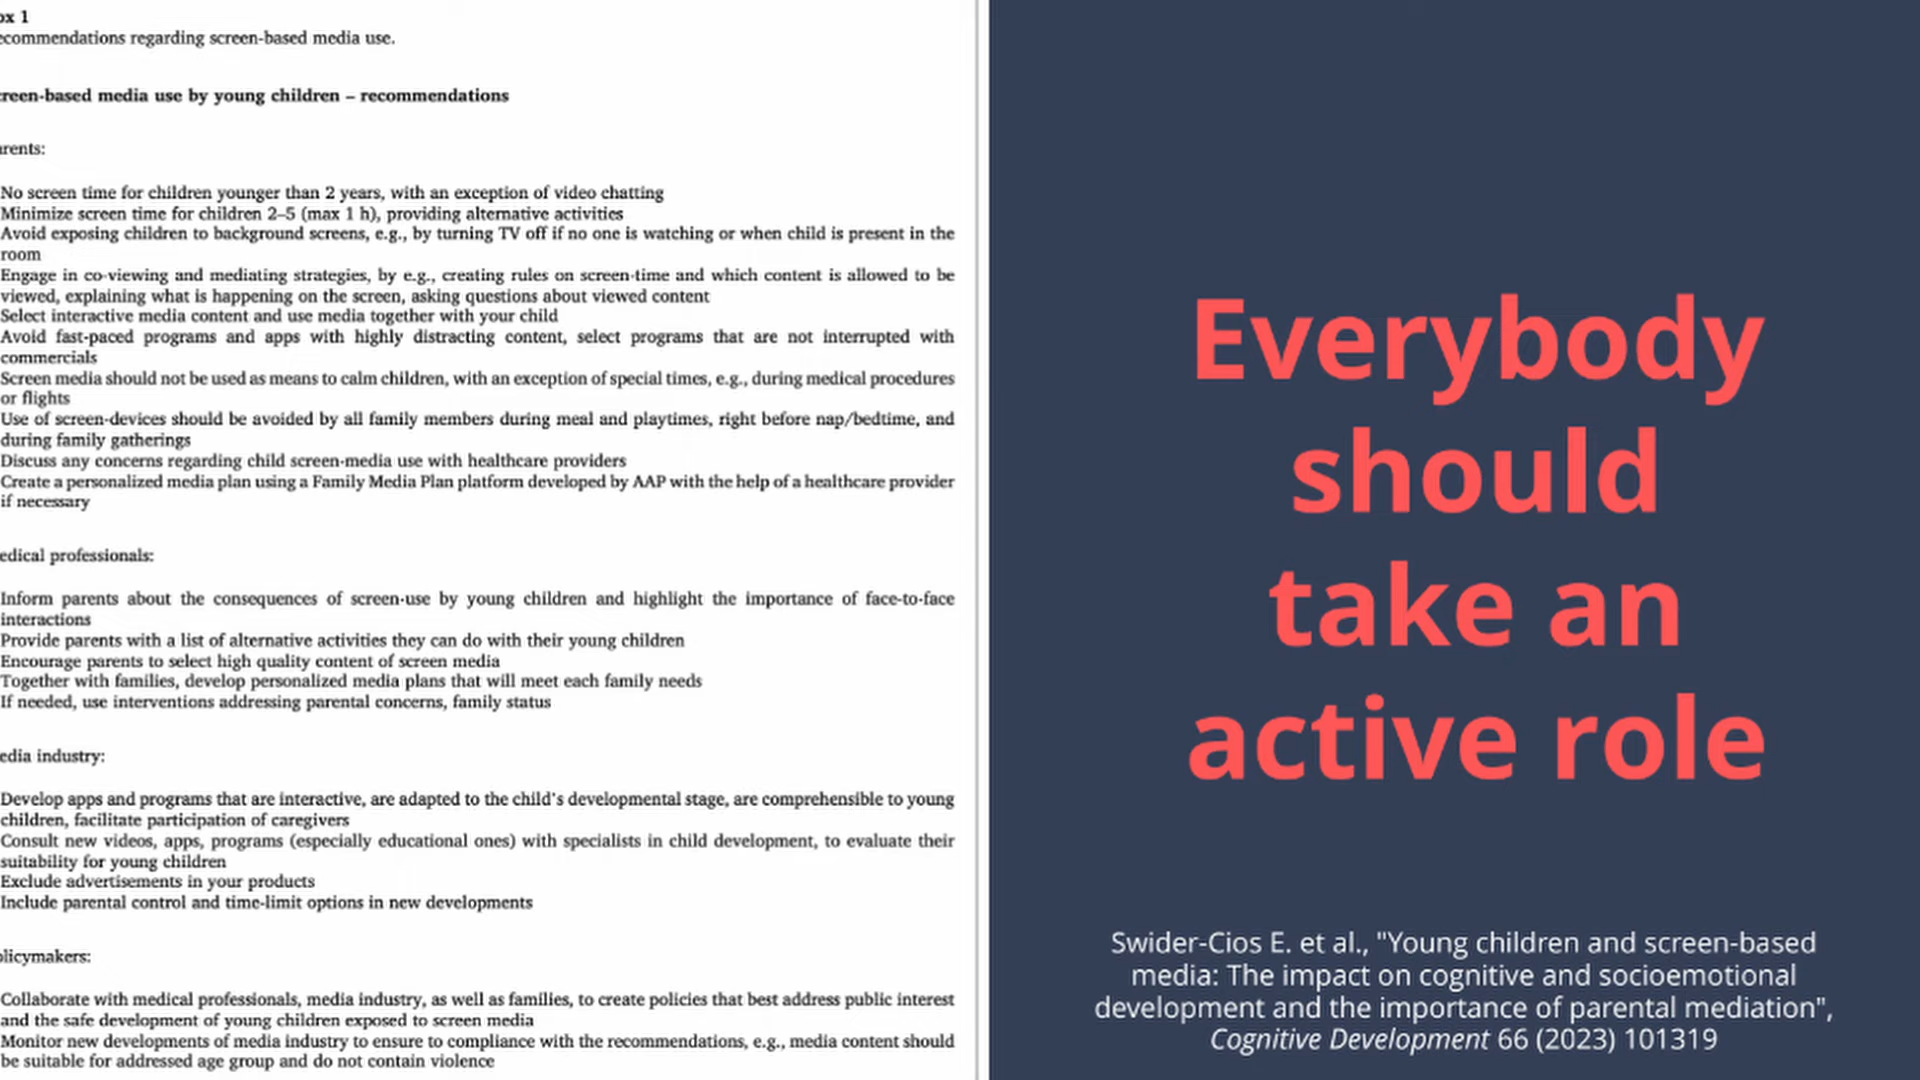 ox 1
ecommendations regarding screen-based media use.
reen-based media use by young children – recommendations
rents:
No screen time for children younger than 2 years, with an exception of video chatting
Minimize screen time for children 2–5 (max 1 h), providing alternative activities
Avoid exposing children to background screens, e.g., by turning TV off if no one is watching or when child is present in the
room
Engage in co-viewing and mediating strategies, by e.g., creating rules on screen-time and which content is allowed to be
viewed, explaining what is happening on the screen, asking questions about viewed content
Select interactive media content and use media together with your child
Avoid fast-paced programs and apps with highly distracting content, select programs that are not interrupted with
commercials
Screen media should not be used as means to calm children, with an exception of special times, e.g., during medical procedures
or flights
Use of screen-devices should be avoided by all family members during meal and playtimes, right before nap/bedtime, and
during family gatherings
Discuss any concerns regarding child screen-media use with healthcare providers
Create a personalized media plan using a Family Media Plan platform developed by AAP with the help of a healthcare provider
if necessary
edical professionals:
Inform parents about the consequences of screen-use by young children and highlight the importance of face-to-face
interactions
Provide parents with a list of alternative activities they can do with their young children
Encourage parents to select high quality content of screen media
Together with families, develop personalized media plans that will meet each family needs
If needed, use interventions addressing parental concerns, family status
edia industry:
Develop apps and programs that are interactive, are adapted to the child's developmental stage, are comprehensible to young
children, facilitate participation of caregivers
Consult new videos, apps, programs (especially educational ones) with specialists in child development, to evaluate their
suitability for young children
Exclude advertisements in your products
Include parental control and time-limit options in new developments
licymakers:
Collaborate with medical professionals, media industry, as well as families, to create policies that best address public interest
and the safe development of young children exposed to screen media
Monitor new developments of media industry to ensure to compliance with the recommendations, e.g., media content should
be suitable for addressed age group and do not contain violence
Everybody
should
take an
active role
Swider-Cios E. et al., "Young children and screen-based
media: The impact on cognitive and socioemotional
development and the importance of parental mediation",
Cognitive Development 66 (2023) 101319